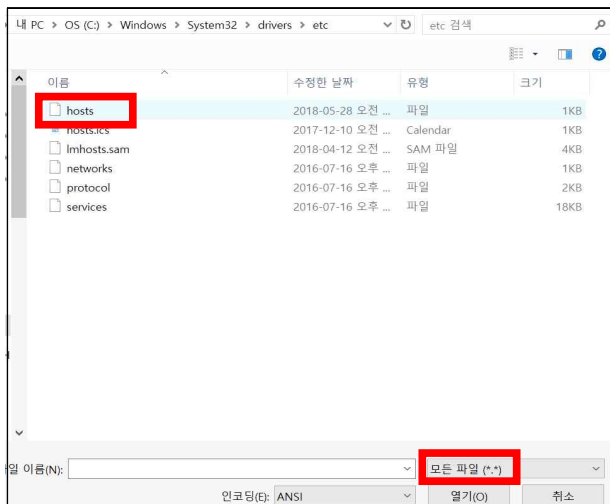 내 PC > OS (C:) > Windows > System32 > drivers > etc
etc 검색
이름 수정한 날짜 유형 크기
hosts 2018-05-28 오전 ... 파일 1KB
hosts.ics 2017-12-10 오전 ... Calendar 1KB
lmhosts.sam 2018-04-12 오전 ... SAM 파일 4KB
networks 2016-07-16 오후 ... 파일 1KB
protocol 2016-07-16 오후 ... 파일 2KB
services 2016-07-16 오후 ... 파일 18KB
일 이름(N): 모든 파일 (*.*)
인코딩(E): ANSI 열기(O) 취소